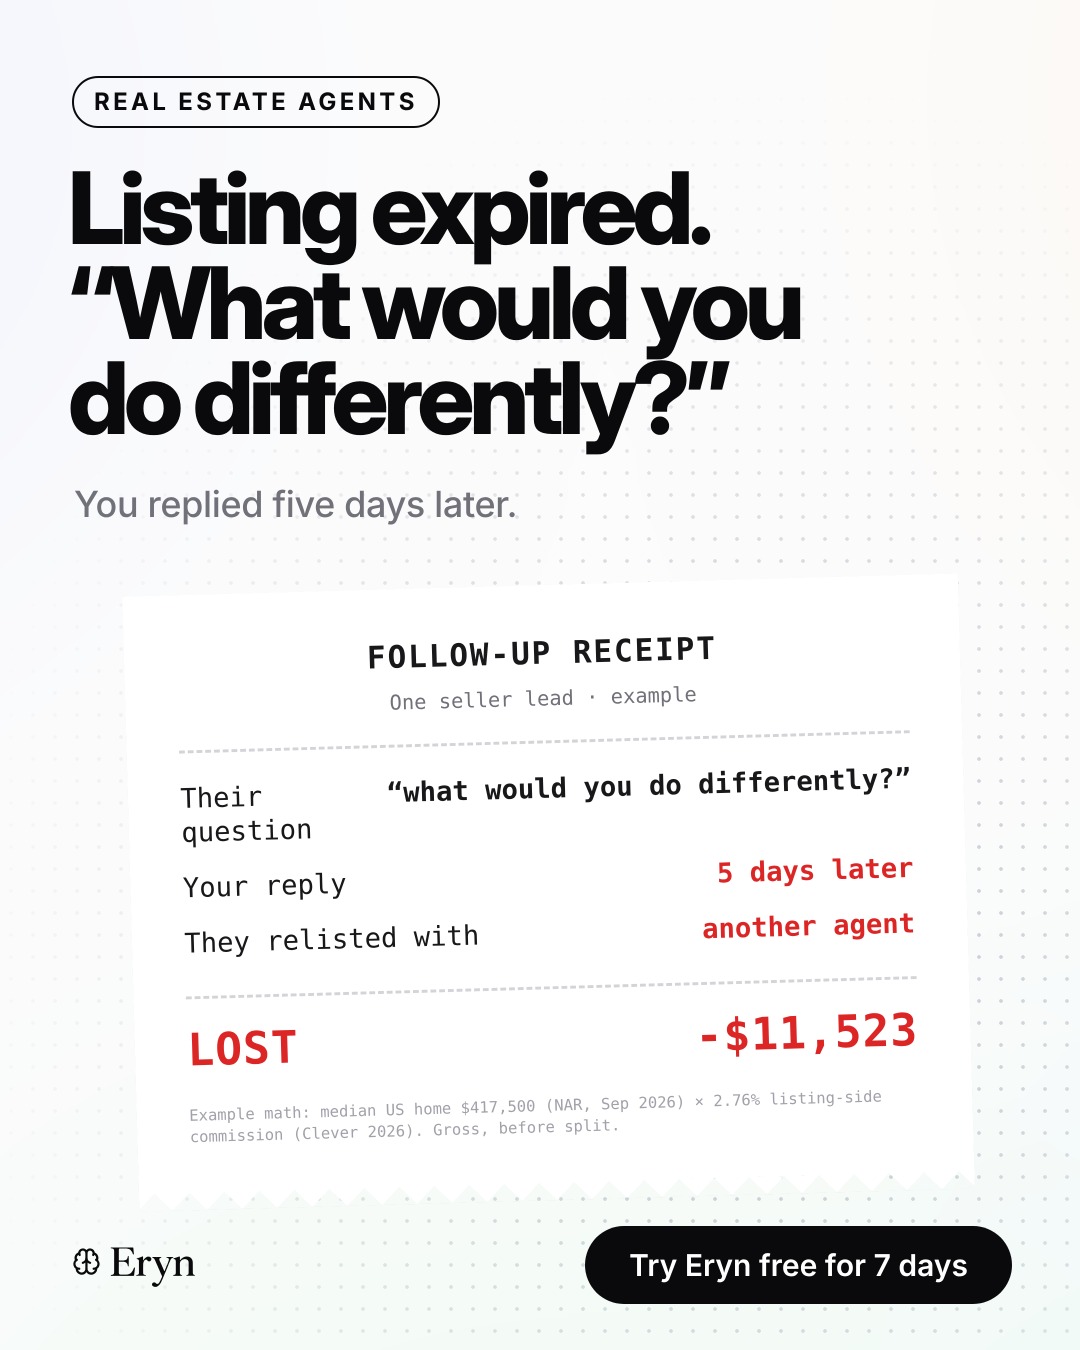 REAL ESTATE AGENTS
Listing expired.
“What would you
do differently?”
You replied five days later.
FOLLOW-UP RECEIPT
One seller lead · example
Their question “what would you do differently?”
Your reply 5 days later
They relisted with another agent
LOST -$11,523
Example math: median US home $417,500 (NAR, Sep 2026) × 2.76% listing-side
commission (Clever 2026). Gross, before split.
Eryn
Try Eryn free for 7 days